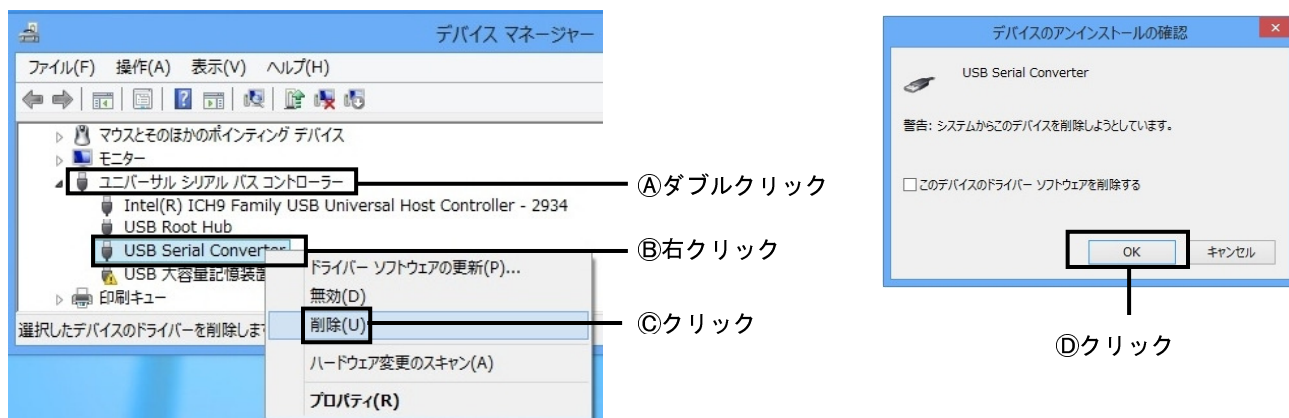 デバイス マネージャー
ファイル(F) 操作(A) 表示(V) ヘルプ(H)
マウスとそのほかのポインティング デバイス
モニター
ユニバーサル シリアル バス コントローラー
Intel(R) ICH9 Family USB Universal Host Controller - 2934
USB Root Hub
USB Serial Converter
USB 大容量記憶装置
印刷キュー
選択したデバイスのドライバーを削除しま
ドライバー ソフトウェアの更新(P)...
無効(D)
削除(U)
ハードウェア変更のスキャン(A)
プロパティ(R)
Ⓐダブルクリック
Ⓑ右クリック
Ⓒクリック
デバイスのアンインストールの確認
USB Serial Converter
警告: システムからこのデバイスを削除しようとしています。
このデバイスのドライバー ソフトウェアを削除する
OK キャンセル
Ⓓクリック